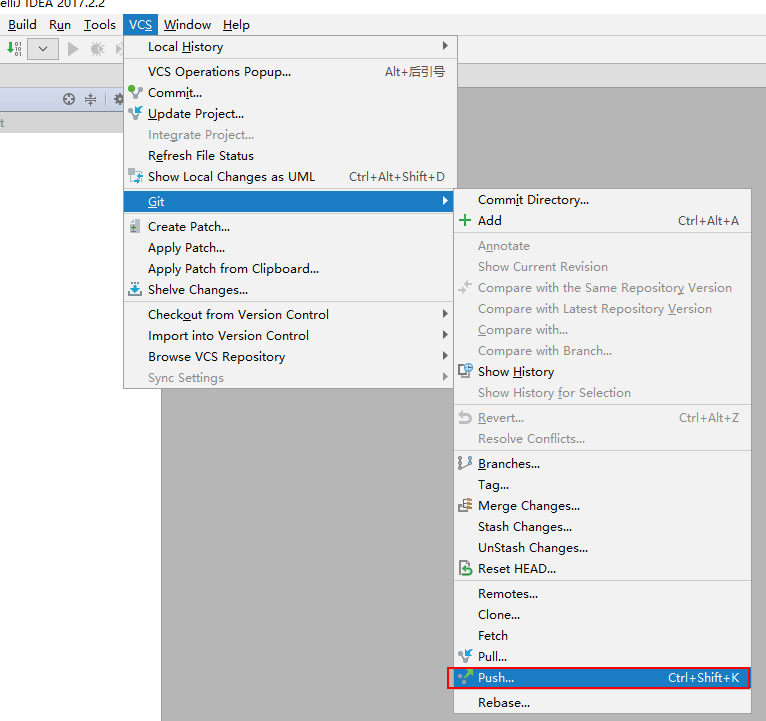 elliJ IDEA 2017.2.2
Build Run Tools VCS Window Help
Local History
VCS Operations Popup... Alt+后引号
Commit...
Update Project...
Integrate Project...
Refresh File Status
Show Local Changes as UML Ctrl+Alt+Shift+D
Git
Create Patch...
Apply Patch...
Apply Patch from Clipboard...
Shelve Changes...
Checkout from Version Control
Import into Version Control
Browse VCS Repository
Sync Settings
Commit Directory...
Add Ctrl+Alt+A
Annotate
Show Current Revision
Compare with the Same Repository Version
Compare with Latest Repository Version
Compare with...
Compare with Branch...
Show History
Show History for Selection
Revert... Ctrl+Alt+Z
Resolve Conflicts...
Branches...
Tag...
Merge Changes...
Stash Changes...
UnStash Changes...
Reset HEAD...
Remotes...
Clone...
Fetch
Pull...
Push... Ctrl+Shift+K
Rebase...